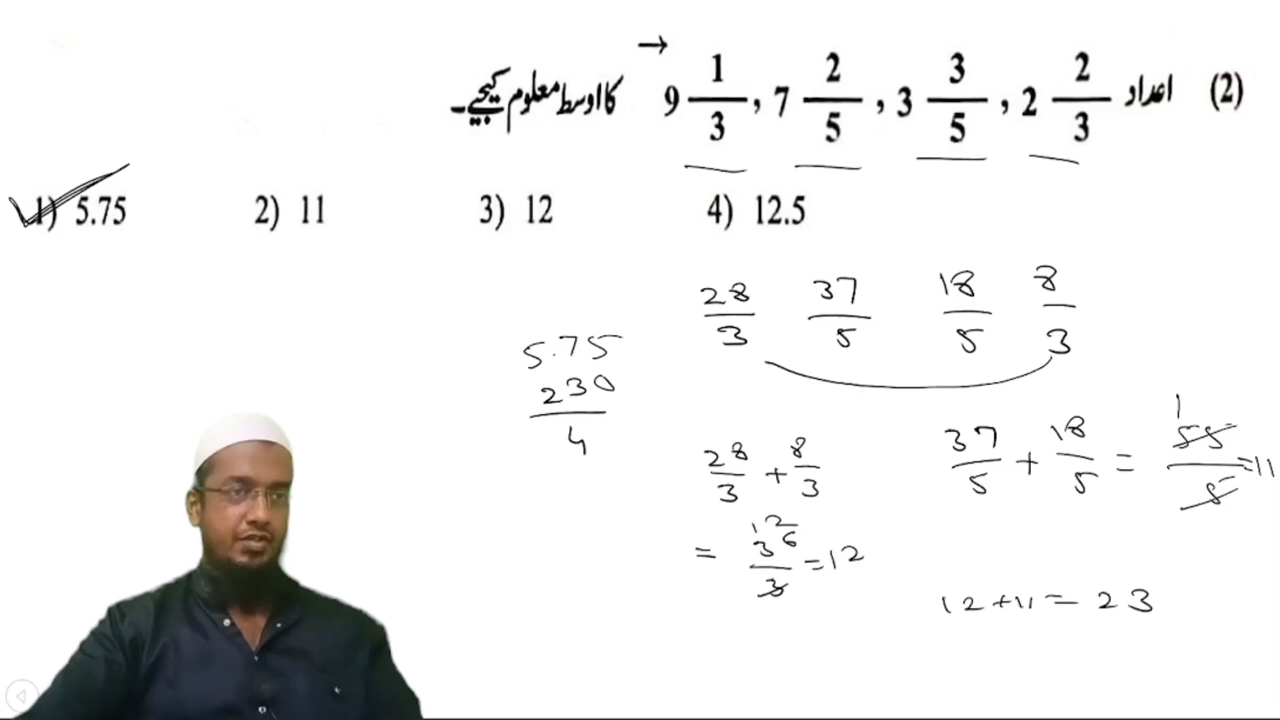 (2) اعداد 2 2/3 , 3 3/5 , 7 2/5 , 9 1/3 → کا اوسط معلوم کیجیے۔
1) 5.75 2) 11 3) 12 4) 12.5
28/3 37/5 18/5 8/3
5.75
230/4
28/3 + 8/3
12
= 36/3 = 12
1
37/5 + 18/5 = 55/5 = 11
12 + 11 = 23